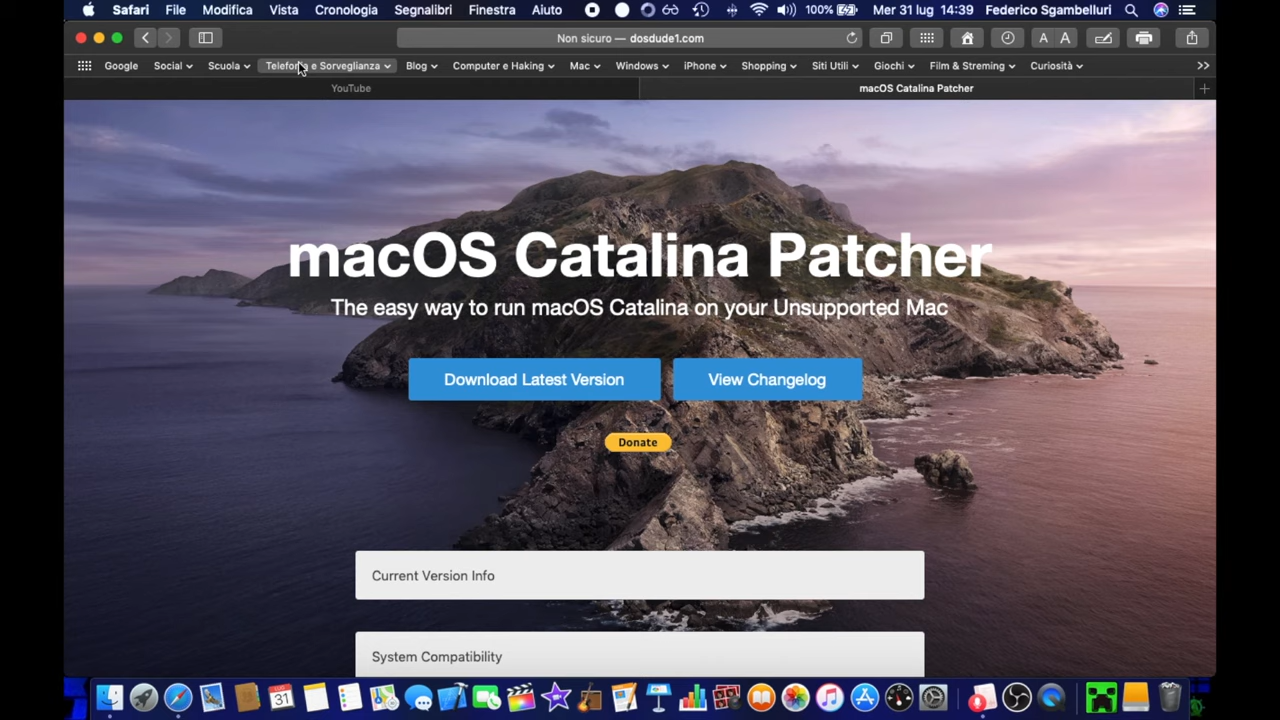 Safari File Modifica Vista Cronologia Segnalibri Finestra Aiuto 100% Mer 31 lug 14:39 Federico Sgambelluri
Non sicuro — dosdude1.com A A
Google Social Scuola Telefonia e Sorveglianza Blog Computer e Haking Mac Windows iPhone Shopping Siti Utili Giochi Film & Streming Curiosità
YouTube macOS Catalina Patcher
macOS Catalina Patcher
The easy way to run macOS Catalina on your Unsupported Mac
Download Latest Version View Changelog
Donate
Current Version Info
System Compatibility
31